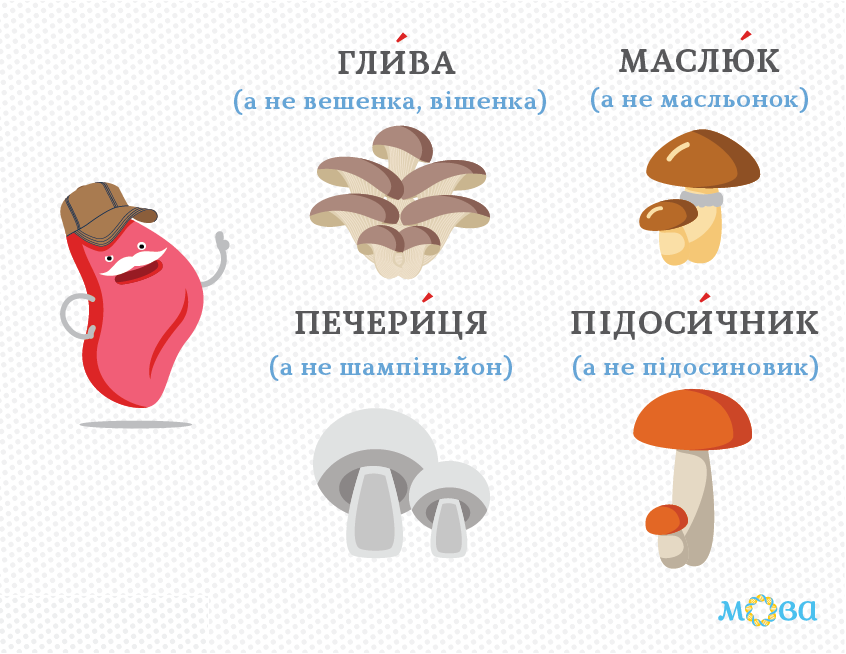 ГЛИ́ВА
(а не вешенка, вішенка)
МАСЛЮ́К
(а не масльонок)
ПЕЧЕРИ́ЦЯ
(а не шампіньйон)
ПІДОСИ́ЧНИК
(а не підосиновик)
мова